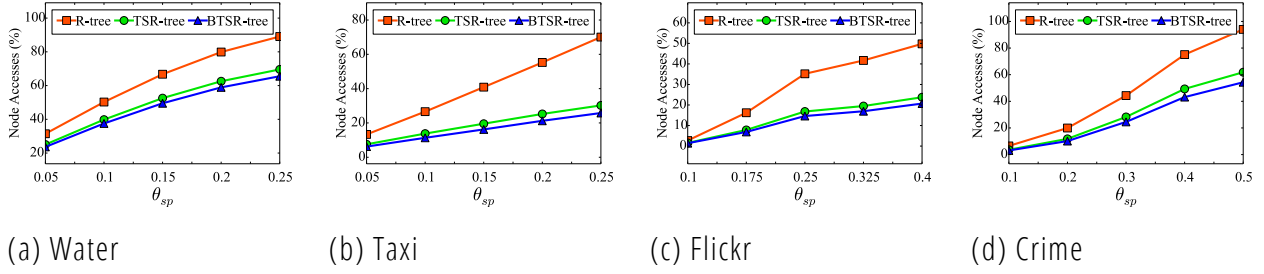 R-tree TSR-tree BTSR-tree
Node Accesses (%)
100
80
60
40
20
0.05 0.1 0.15 0.2 0.25
θsp
(a) Water
R-tree TSR-tree BTSR-tree
Node Accesses (%)
80
60
40
20
0
0.05 0.1 0.15 0.2 0.25
θsp
(b) Taxi
R-tree TSR-tree BTSR-tree
Node Accesses (%)
60
50
40
30
20
10
0
0.1 0.175 0.25 0.325 0.4
θsp
(c) Flickr
R-tree TSR-tree BTSR-tree
Node Accesses (%)
100
80
60
40
20
0
0.1 0.2 0.3 0.4 0.5
θsp
(d) Crime